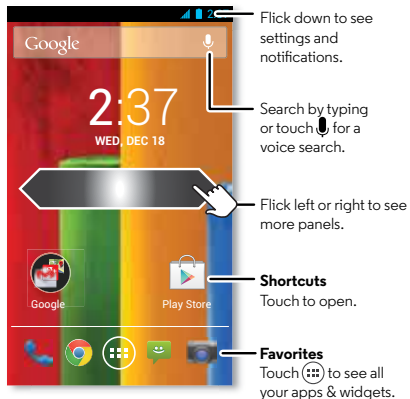 2
Flick down to see
settings and
notifications.
Google
Search by typing
or touch for a
voice search.
2:37
WED, DEC 18
Flick left or right to see
more panels.
Shortcuts
Touch to open.
Google
Play Store
Favorites
Touch to see all
your apps & widgets.